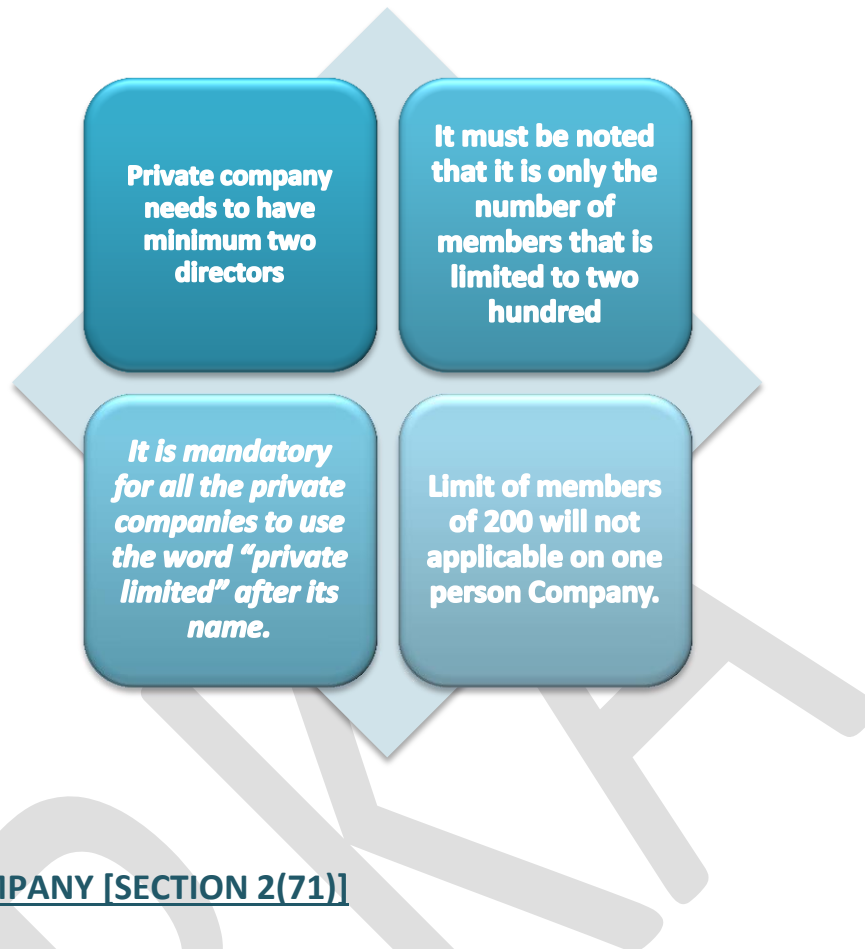 Private company
needs to have
minimum two
directors
It must be noted
that it is only the
number of
members that is
limited to two
hundred
It is mandatory
for all the private
companies to use
the word “private
limited” after its
name.
Limit of members
of 200 will not
applicable on one
person Company.
MPANY [SECTION 2(71)]